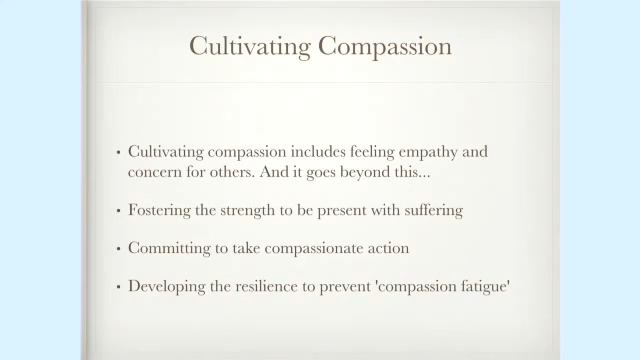 Cultivating Compassion
• Cultivating compassion includes feeling empathy and
concern for others. And it goes beyond this...
• Fostering the strength to be present with suffering
• Committing to take compassionate action
• Developing the resilience to prevent 'compassion fatigue'